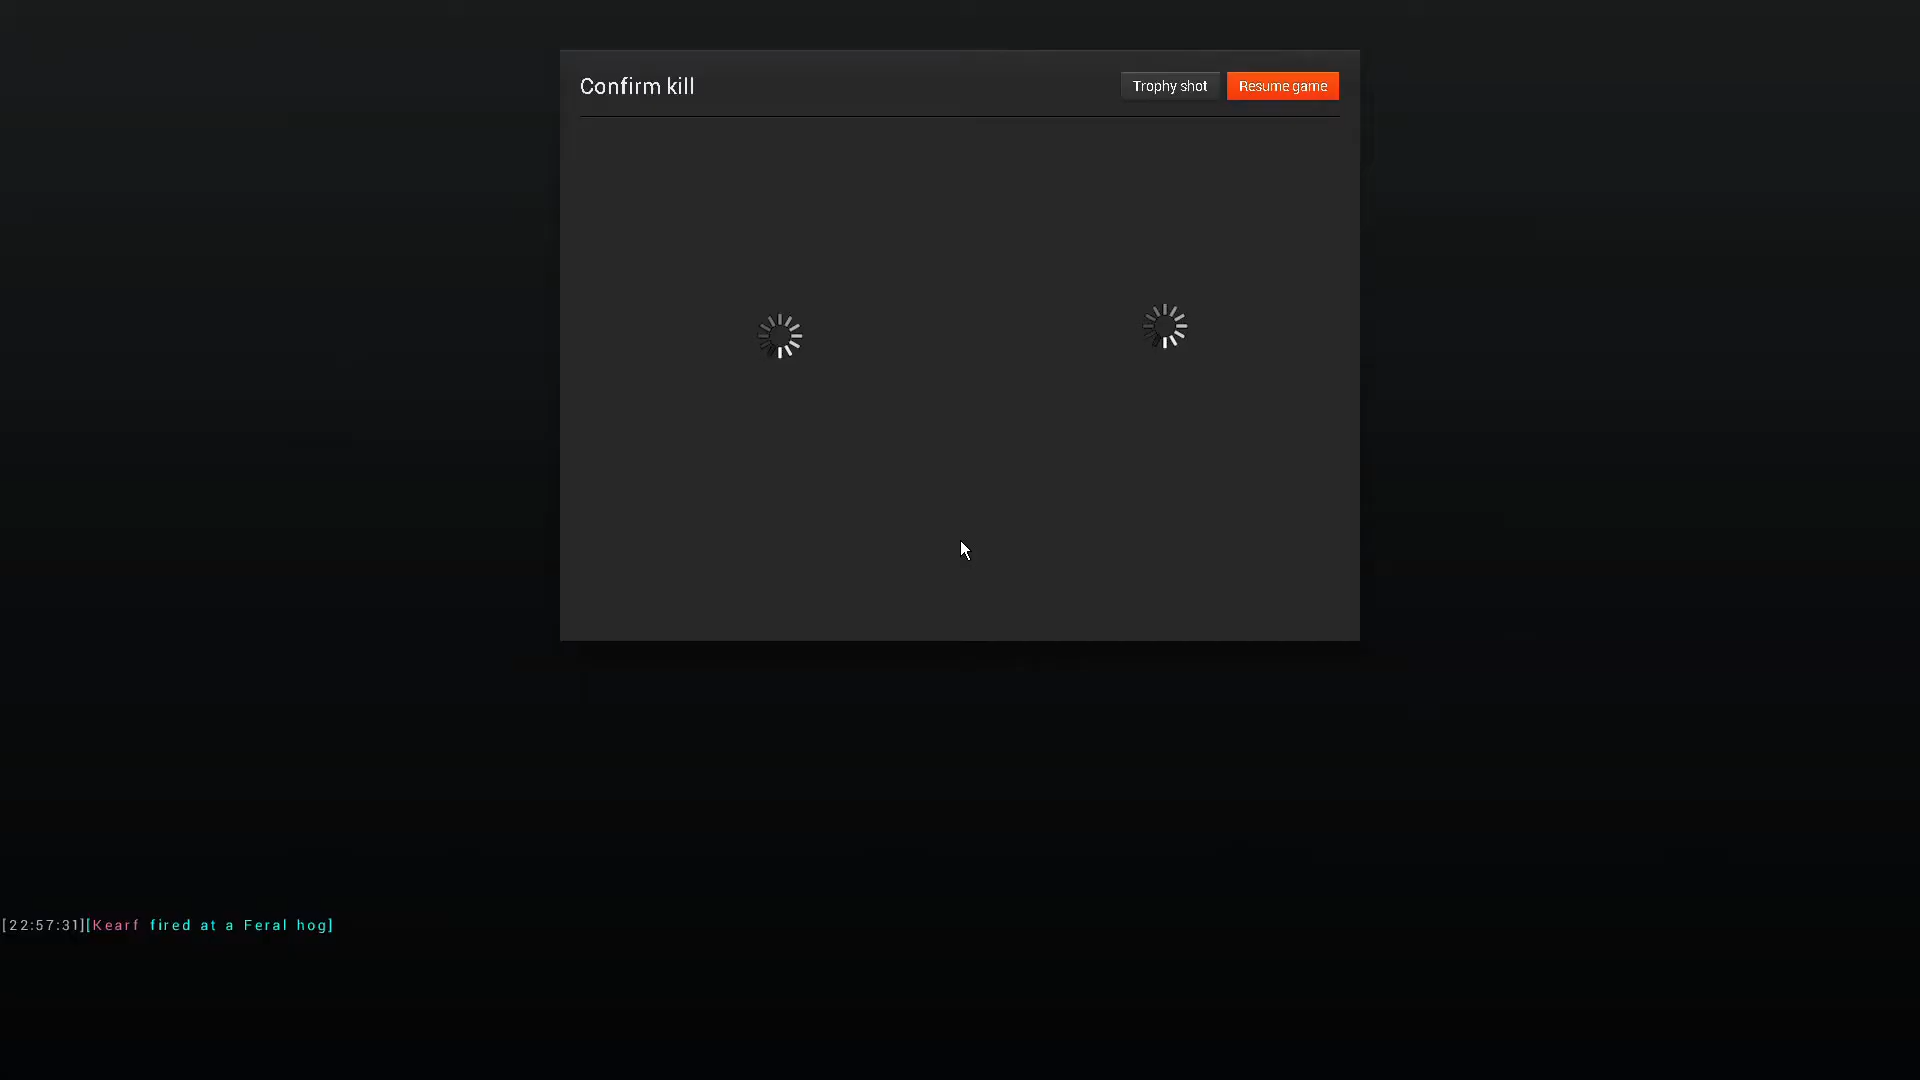 Confirm kill
Trophy shot
Resume game
[22:57:31][Kearf fired at a Feral hog]